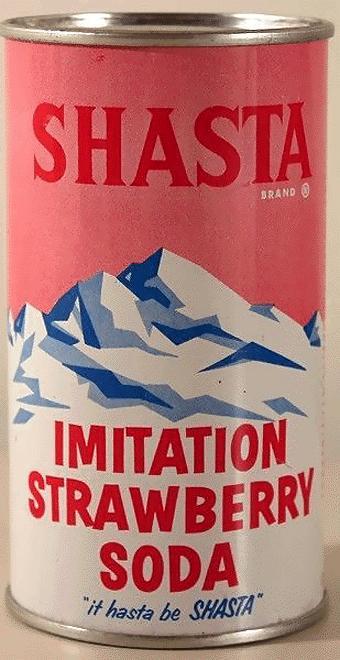 SHASTA
BRAND ®
IMITATION
STRAWBERRY
SODA
"it hasta be SHASTA"